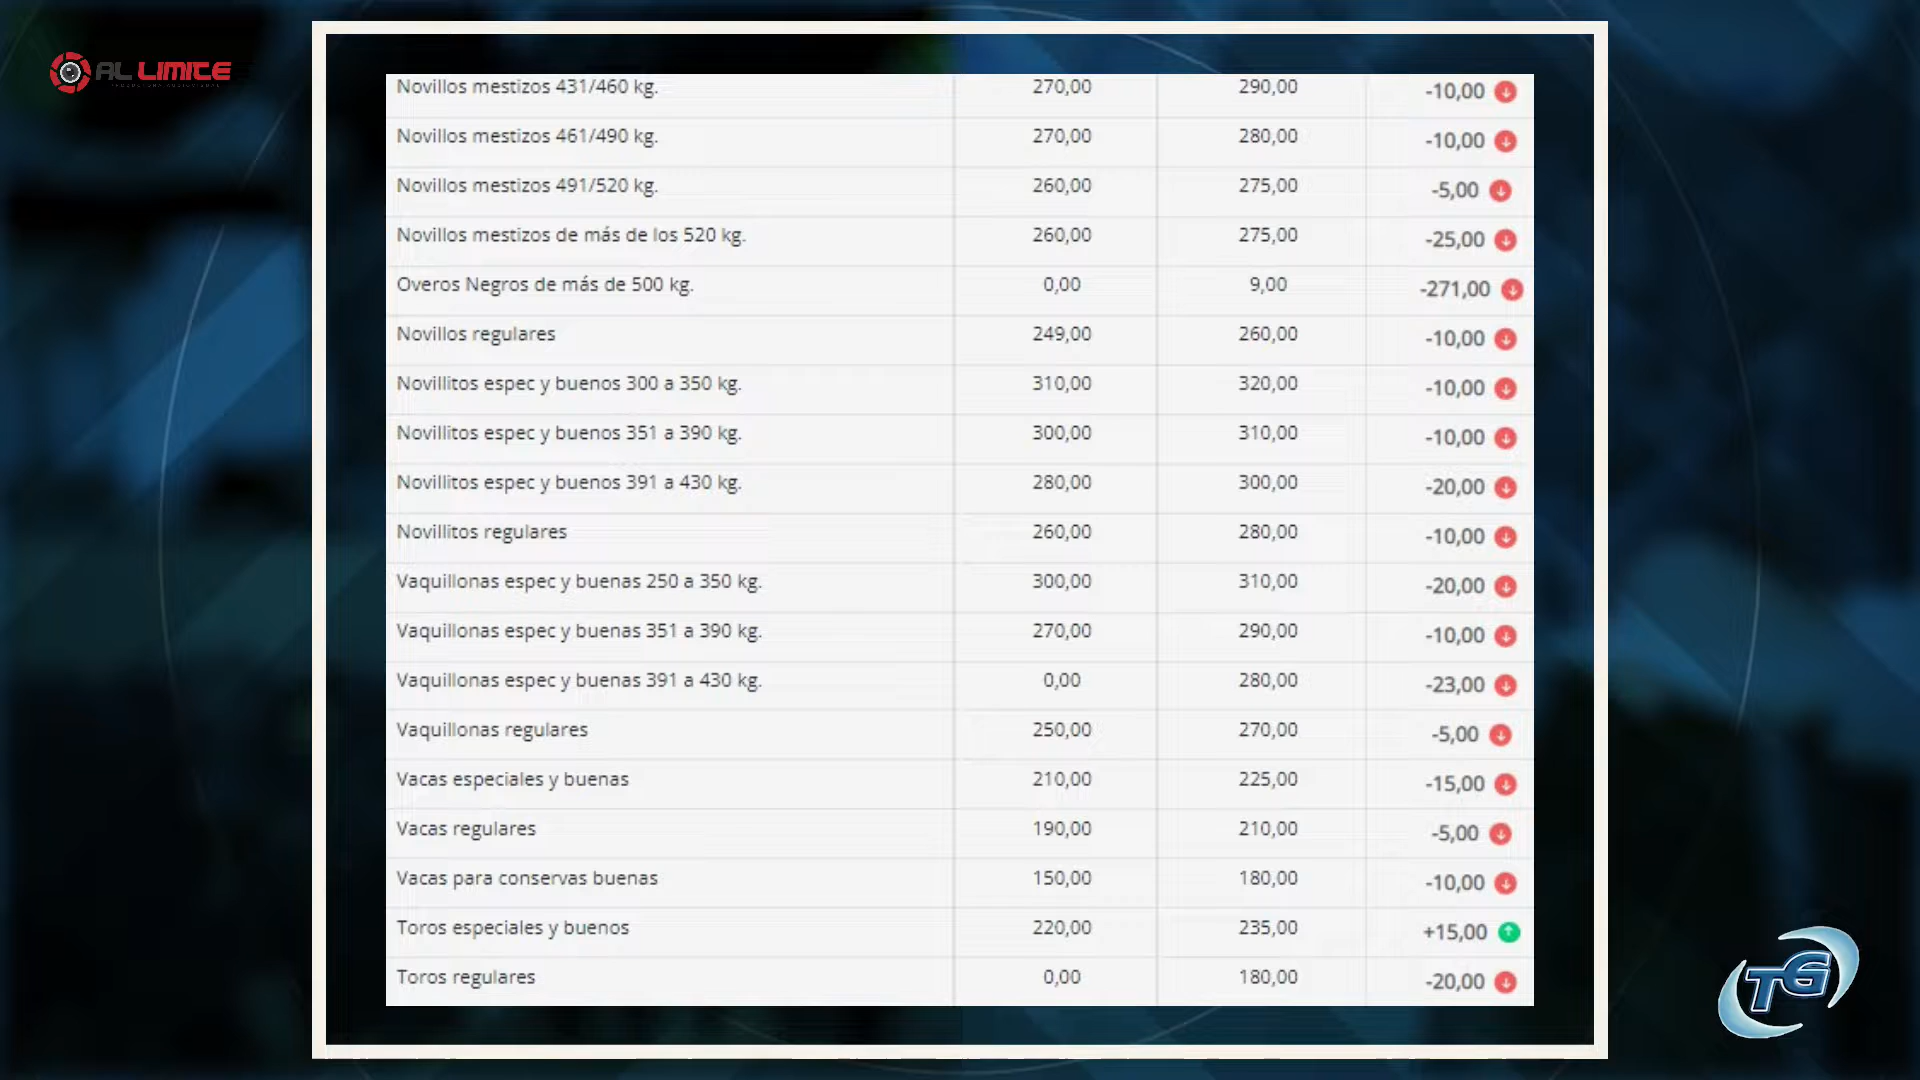 AL LIMITE
Novillos mestizos 431/460 kg. 270,00 290,00 -10,00
Novillos mestizos 461/490 kg. 270,00 280,00 -10,00
Novillos mestizos 491/520 kg. 260,00 275,00 -5,00
Novillos mestizos de más de los 520 kg. 260,00 275,00 -25,00
Overos Negros de más de 500 kg. 0,00 9,00 -271,00
Novillos regulares 249,00 260,00 -10,00
Novillitos espec y buenos 300 a 350 kg. 310,00 320,00 -10,00
Novillitos espec y buenos 351 a 390 kg. 300,00 310,00 -10,00
Novillitos espec y buenos 391 a 430 kg. 280,00 300,00 -20,00
Novillitos regulares 260,00 280,00 -10,00
Vaquillonas espec y buenas 250 a 350 kg. 300,00 310,00 -20,00
Vaquillonas espec y buenas 351 a 390 kg. 270,00 290,00 -10,00
Vaquillonas espec y buenas 391 a 430 kg. 0,00 280,00 -23,00
Vaquillonas regulares 250,00 270,00 -5,00
Vacas especiales y buenas 210,00 225,00 -15,00
Vacas regulares 190,00 210,00 -5,00
Vacas para conservas buenas 150,00 180,00 -10,00
Toros especiales y buenos 220,00 235,00 +15,00
Toros regulares 0,00 180,00 -20,00
TG